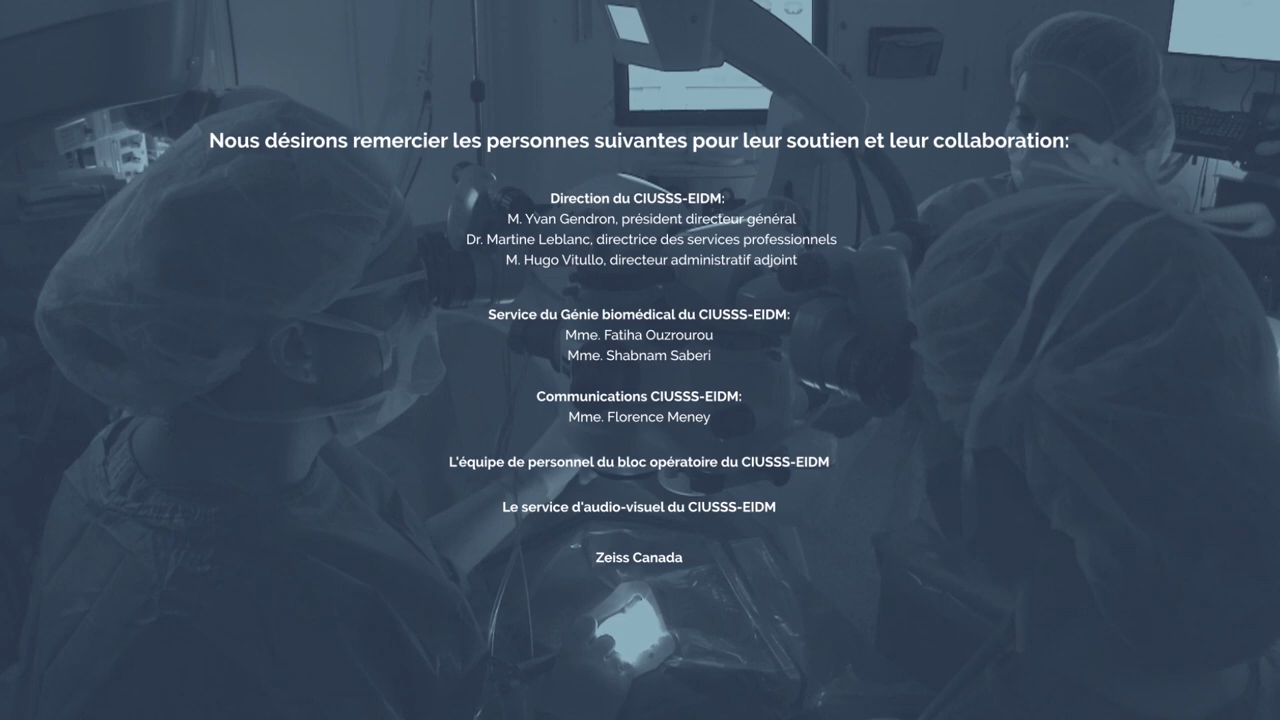 Nous désirons remercier les personnes suivantes pour leur soutien et leur collaboration:
Direction du CIUSSS-EIDM:
M. Yvan Gendron, président directeur général
Dr. Martine Leblanc, directrice des services professionnels
M. Hugo Vitullo, directeur administratif adjoint
Service du Génie biomédical du CIUSSS-EIDM:
Mme. Fatiha Ouzrourou
Mme. Shabnam Saberi
Communications CIUSSS-EIDM:
Mme. Florence Meney
L'équipe de personnel du bloc opératoire du CIUSSS-EIDM
Le service d'audio-visuel du CIUSSS-EIDM
Zeiss Canada